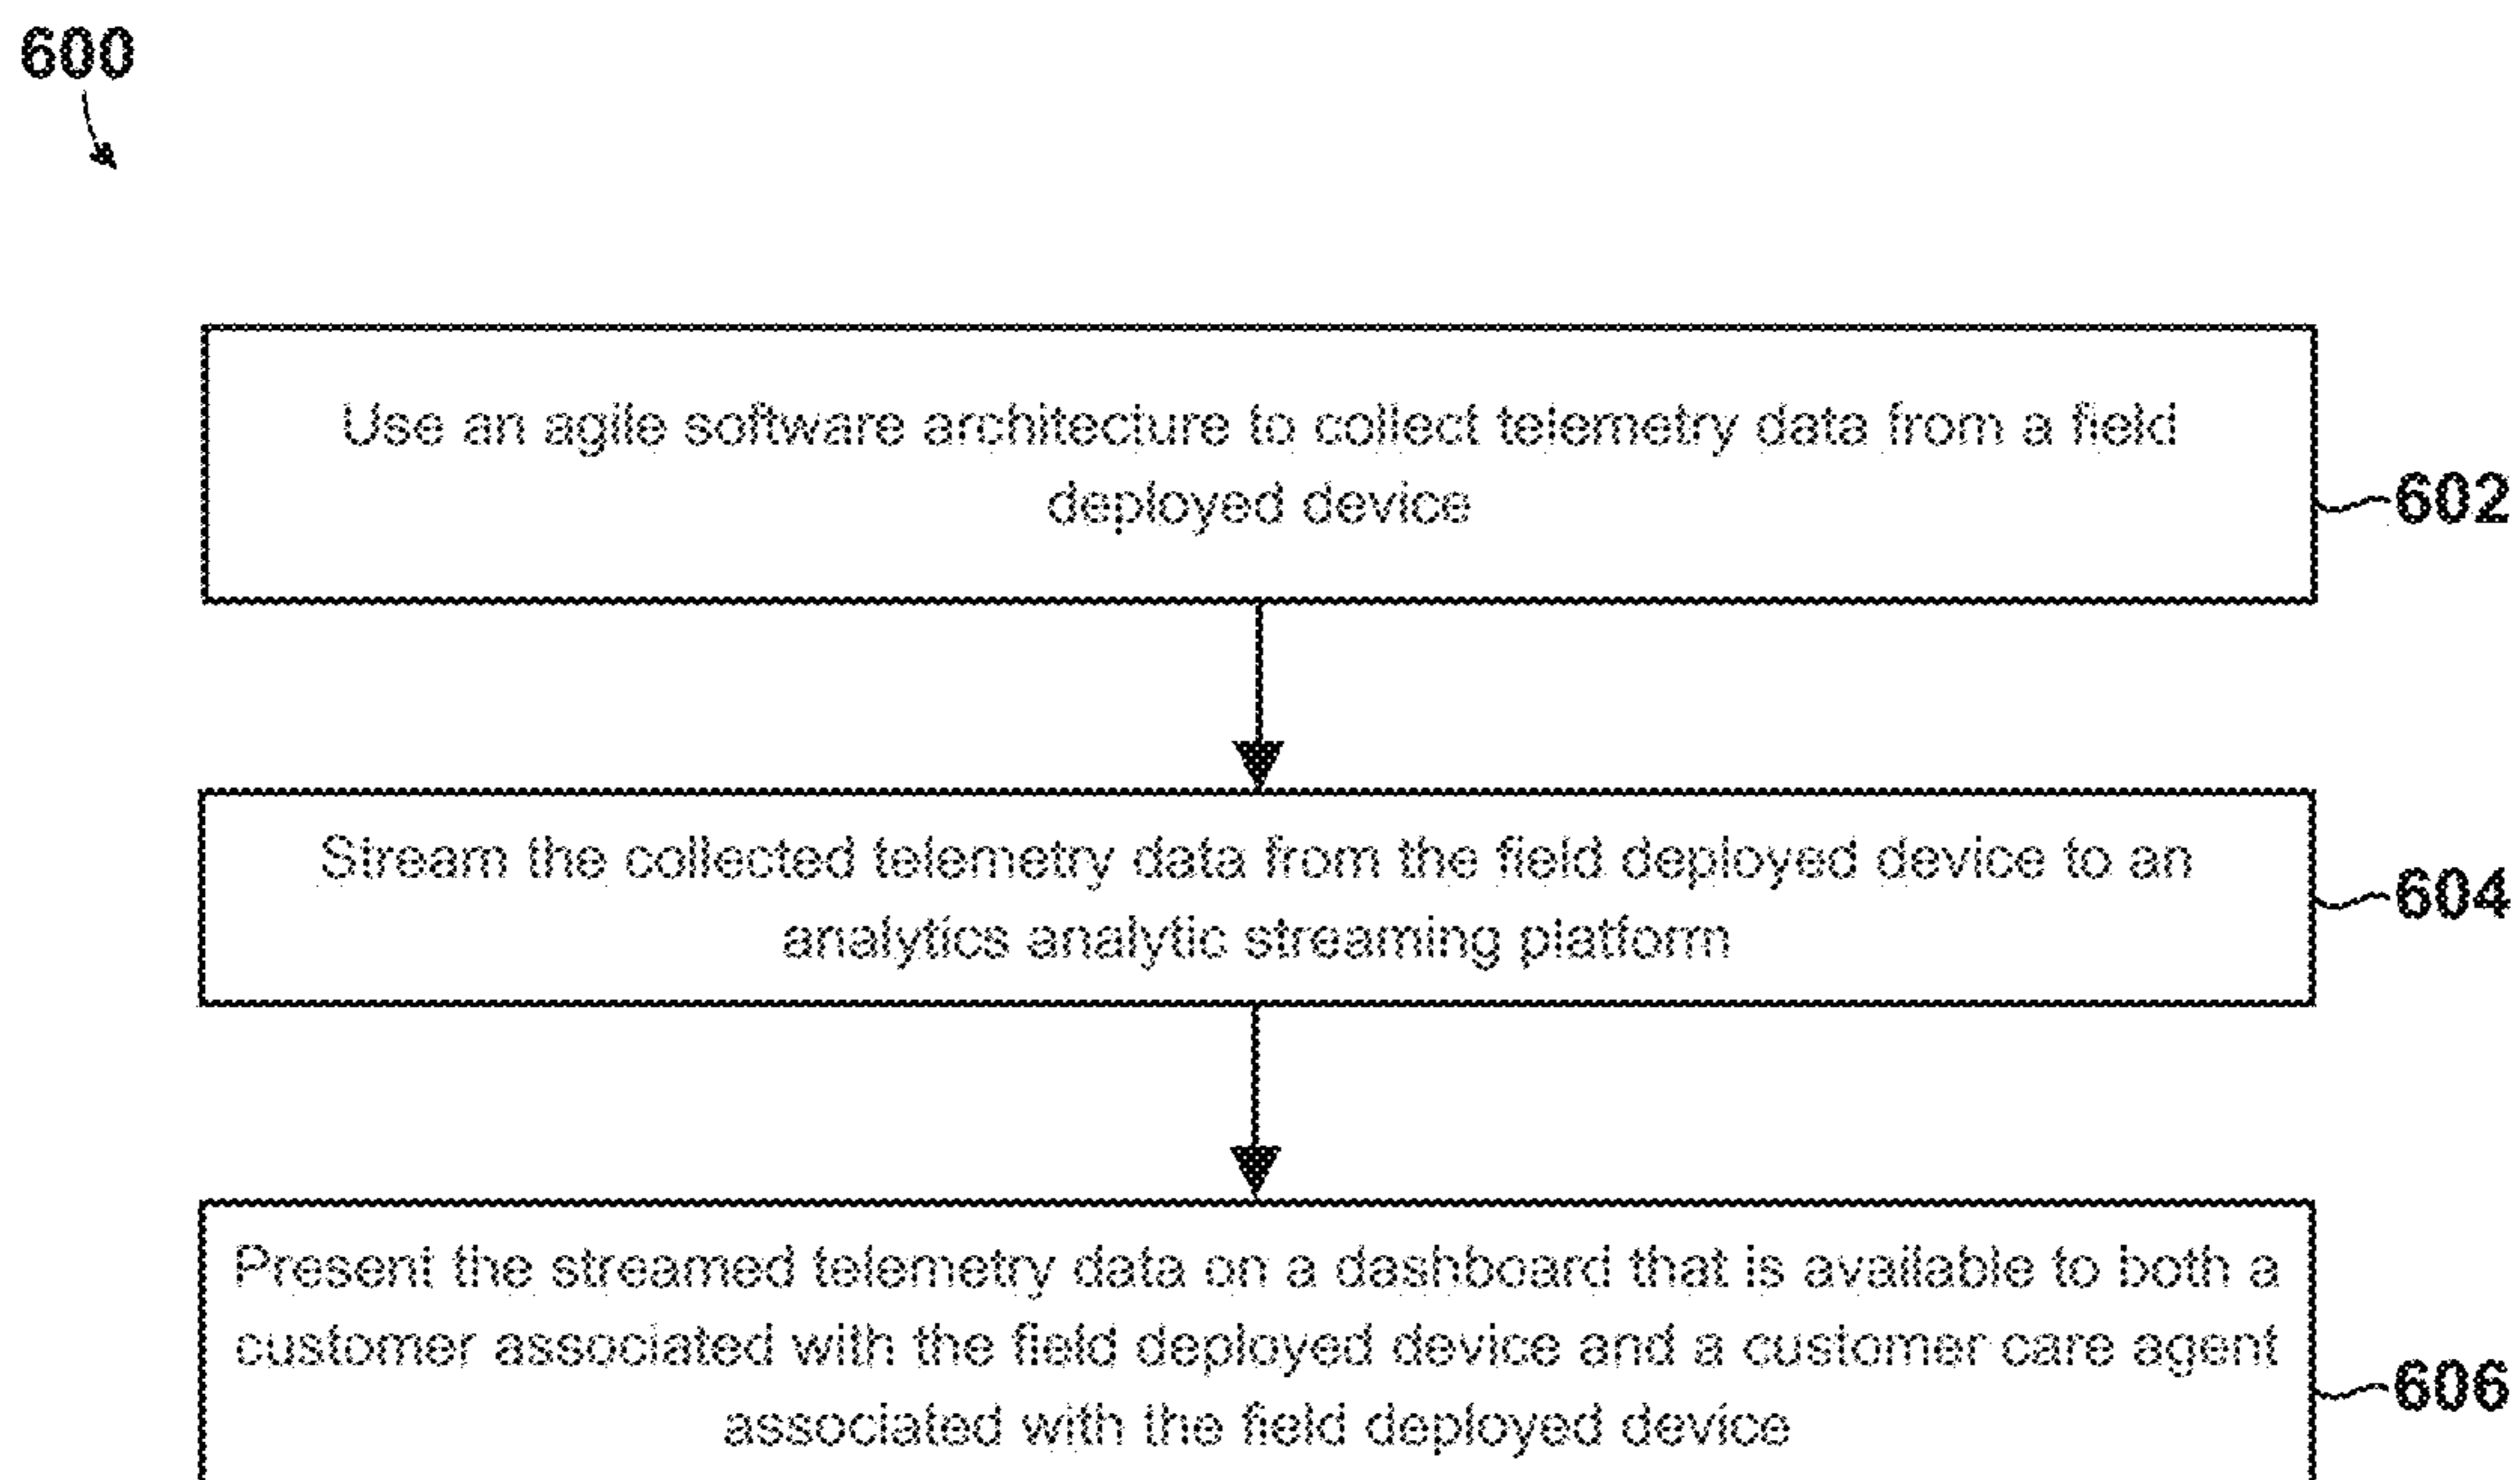 600
Use an agile software architecture to collect telemetry data from a field
deployed device
602
Stream the collected telemetry data from the field deployed device to an
analytics analytic streaming platform
604
Present the streamed telemetry data on a dashboard that is available to both a
customer associated with the field deployed device and a customer care agent
associated with the field deployed device
606